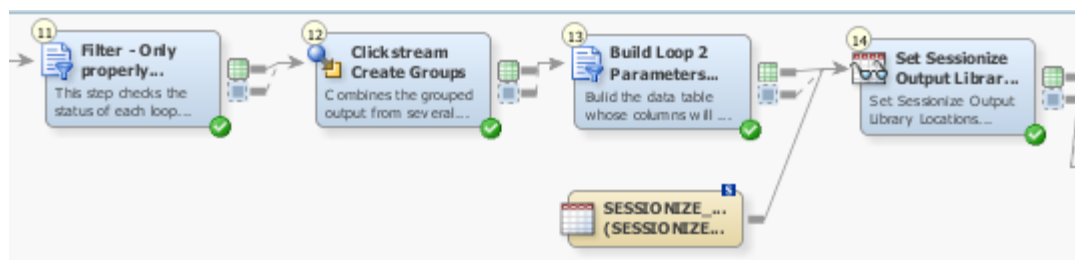 11
Filter - Only
properly...
This step checks the
status of each loop...
12
Clickstream
Create Groups
Combines the grouped
output from several...
13
Build Loop 2
Parameters...
Bulid the data table
whose columns will ...
14
Set Sessionize
Output Librar...
Set Sessionize Output
Library Locations...
S
SESSIONIZE_...
(SESSIONIZE...